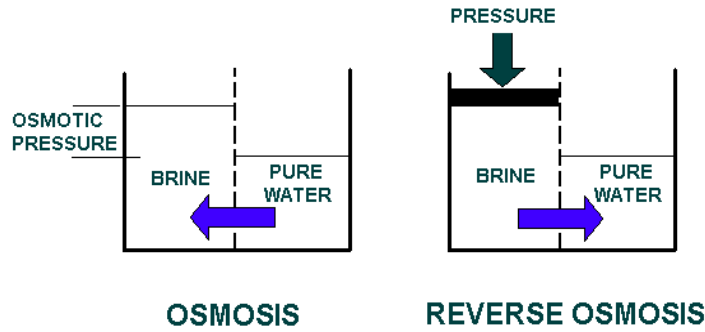 PRESSURE
OSMOTIC
PRESSURE
BRINE
PURE
WATER
BRINE
PURE
WATER
OSMOSIS
REVERSE OSMOSIS